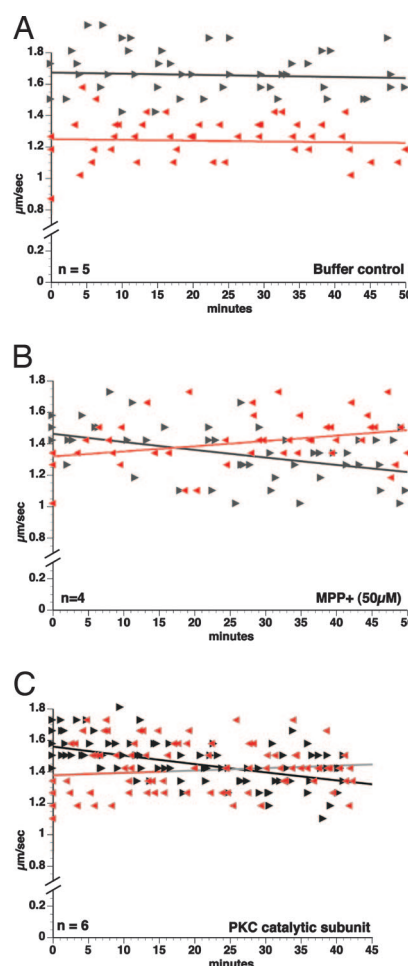 A
µm/sec
1.8
1.6
1.4
1.2
1
0.8
0.2
0
n = 5
Buffer control
0 5 10 15 20 25 30 35 40 45 50
minutes
B
µm/sec
1.8
1.6
1.4
1.2
1
0.8
0.2
0
n=4
MPP+ (50µM)
0 5 10 15 20 25 30 35 40 45 50
minutes
C
µm/sec
1.8
1.6
1.4
1.2
1
0.8
0.2
0
n = 6
PKC catalytic subunit
0 5 10 15 20 25 30 35 40 45
minutes